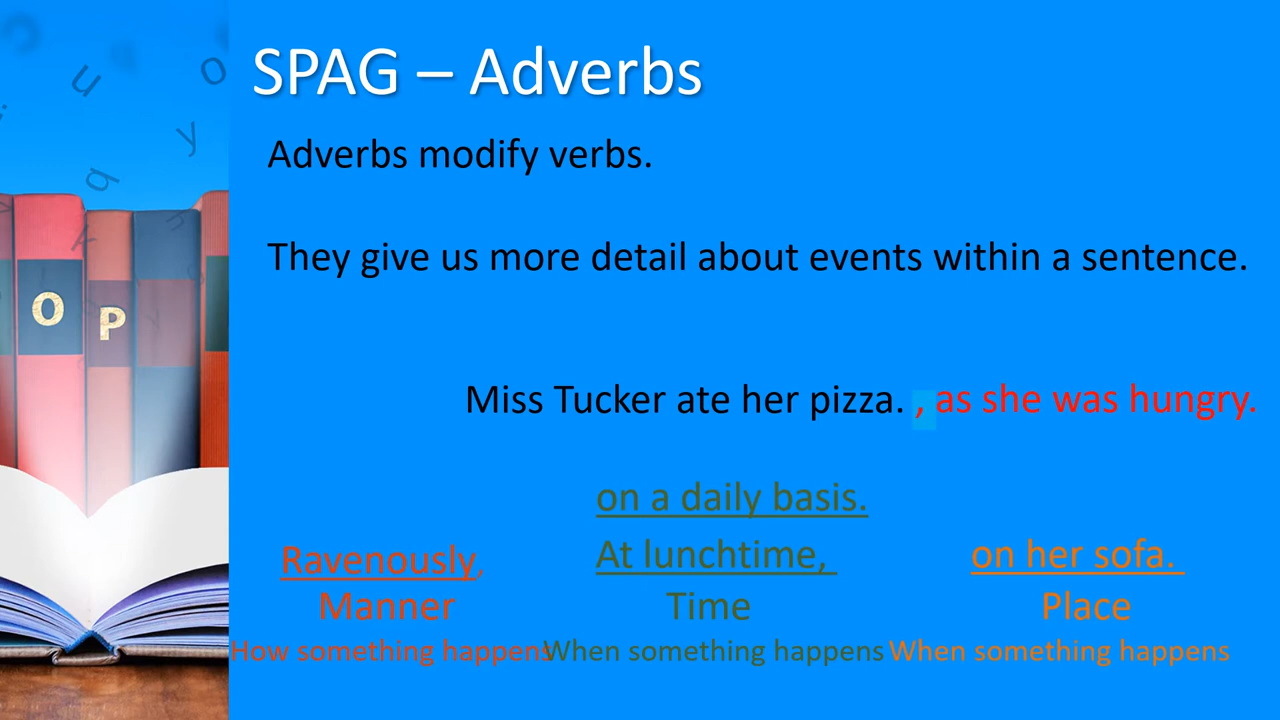 SPAG – Adverbs
Adverbs modify verbs.
They give us more detail about events within a sentence.
Miss Tucker ate her pizza. , as she was hungry.
on a daily basis.
Ravenously, At lunchtime, on her sofa.
Manner Time Place
How something happens When something happens When something happens
O P